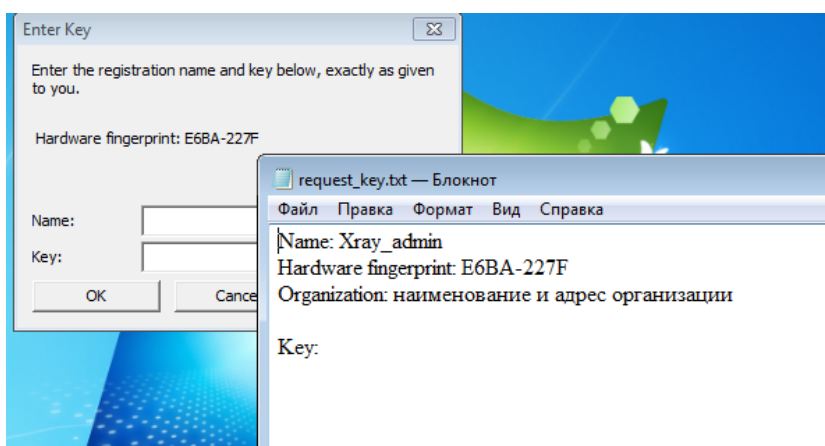 Enter Key
Enter the registration name and key below, exactly as given
to you.
Hardware fingerprint: E6BA-227F
Name:
Key:
OK
Cance
request_key.txt — Блокнот
Файл Правка Формат Вид Справка
Name: Xray_admin
Hardware fingerprint: E6BA-227F
Organization: наименование и адрес организации
Key: